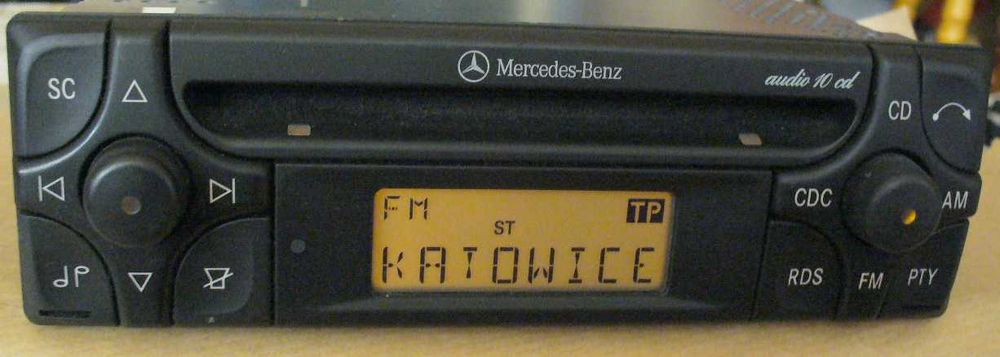 SC
Mercedes-Benz
audio 10 cd
CD
CDC
AM
FM
TP
ST
KATOWICE
RDS
FM
PTY